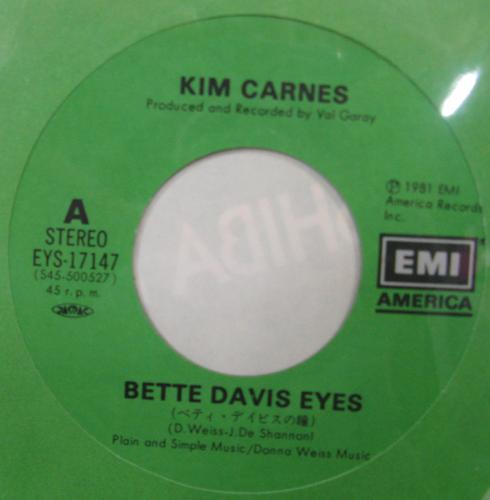 KIM CARNES
Produced and Recorded by Val Garay
A
STEREO
EYS-17147
(S45-500527)
45 r. p. m.
JASRAC
Ⓟ 1981 EMI
America Records
Inc.
EMI
AMERICA
BETTE DAVIS EYES
(ベティ・デイビスの瞳)
(D. Weiss-J. De Shannon)
Plain and Simple Music/Donna Weiss Music